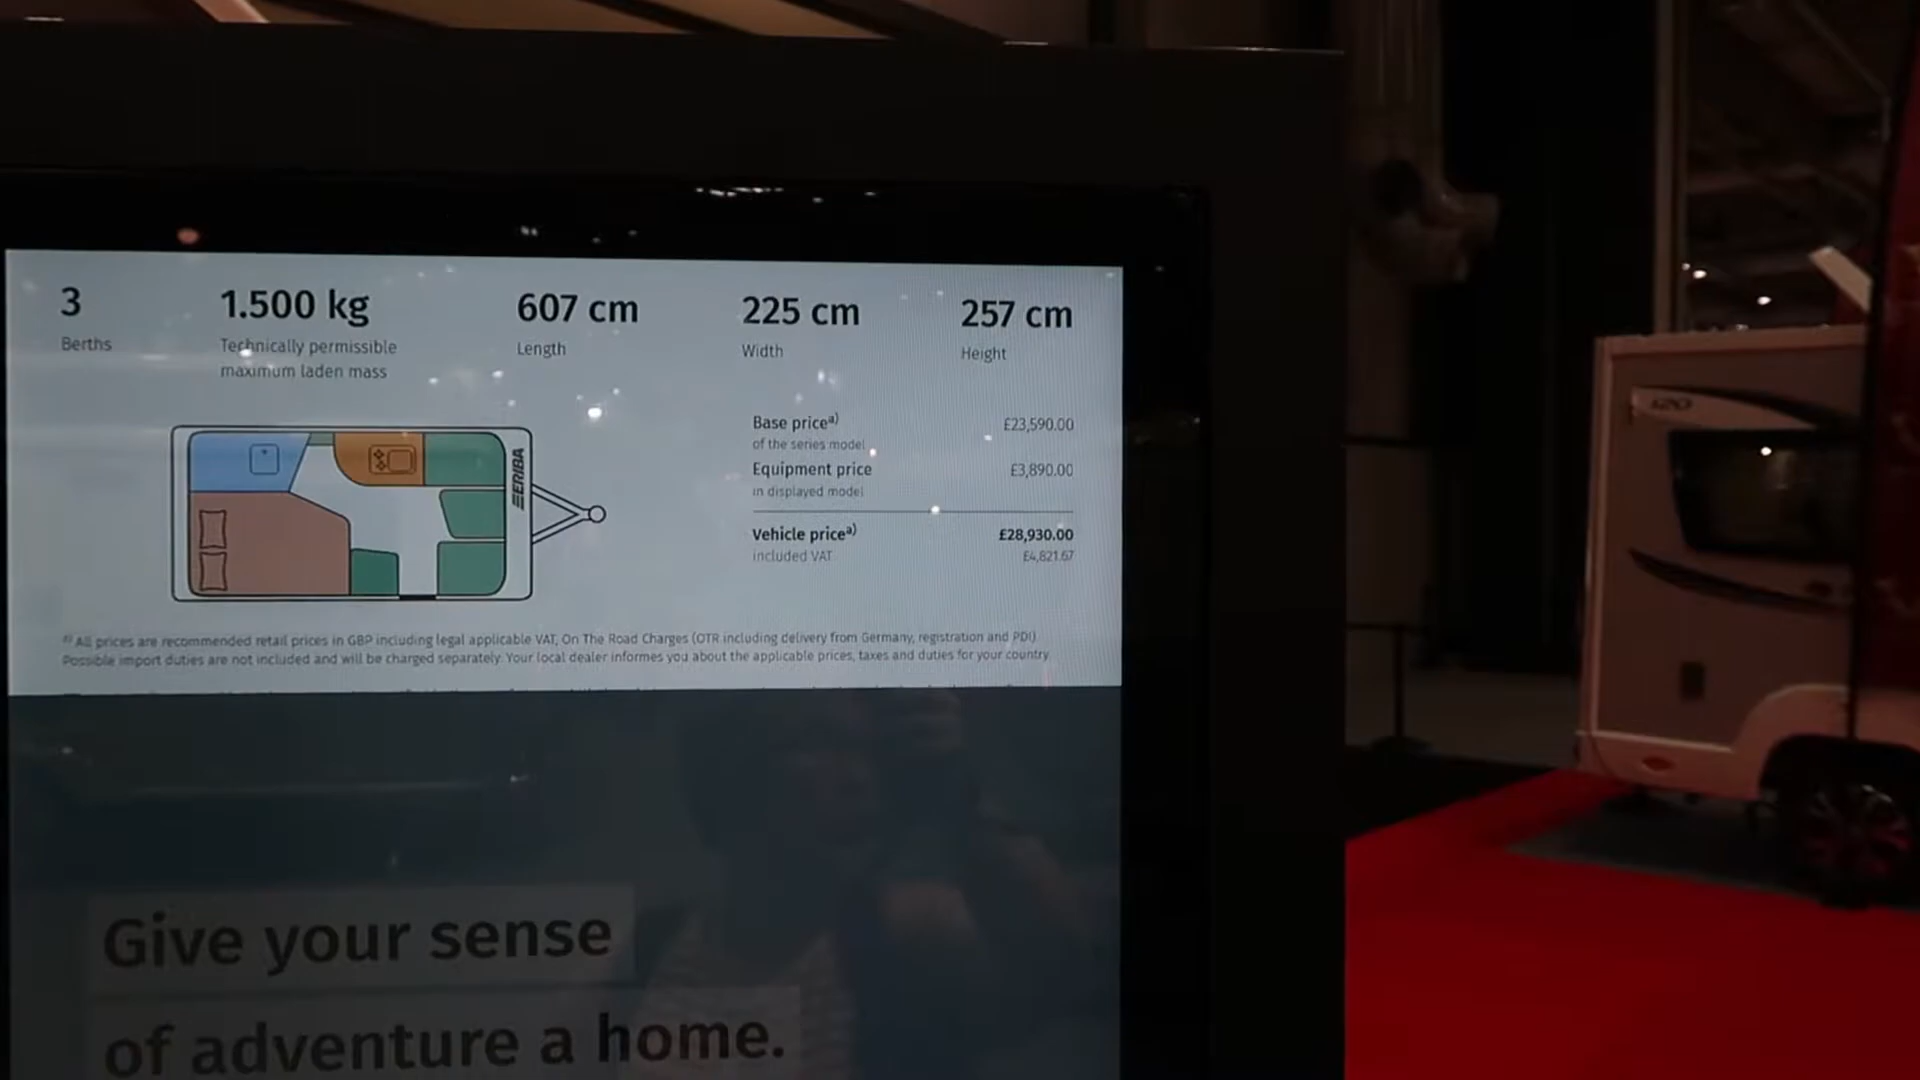 3
Berths
1.500 kg
Technically permissible
maximum laden mass
607 cm
Length
225 cm
Width
257 cm
Height
ERIBA
Base priceᵃ⁾ £23,590.00
of the series model
Equipment price £3,890.00
in displayed model
Vehicle priceᵃ⁾ £28,930.00
included VAT £4,821.67
ᵃ⁾ All prices are recommended retail prices in GBP including legal applicable VAT, On The Road Charges (OTR including delivery from Germany, registration and PDI)
Possible import duties are not included and will be charged separately. Your local dealer informes you about the applicable prices, taxes and duties for your country
Give your sense
of adventure a home.